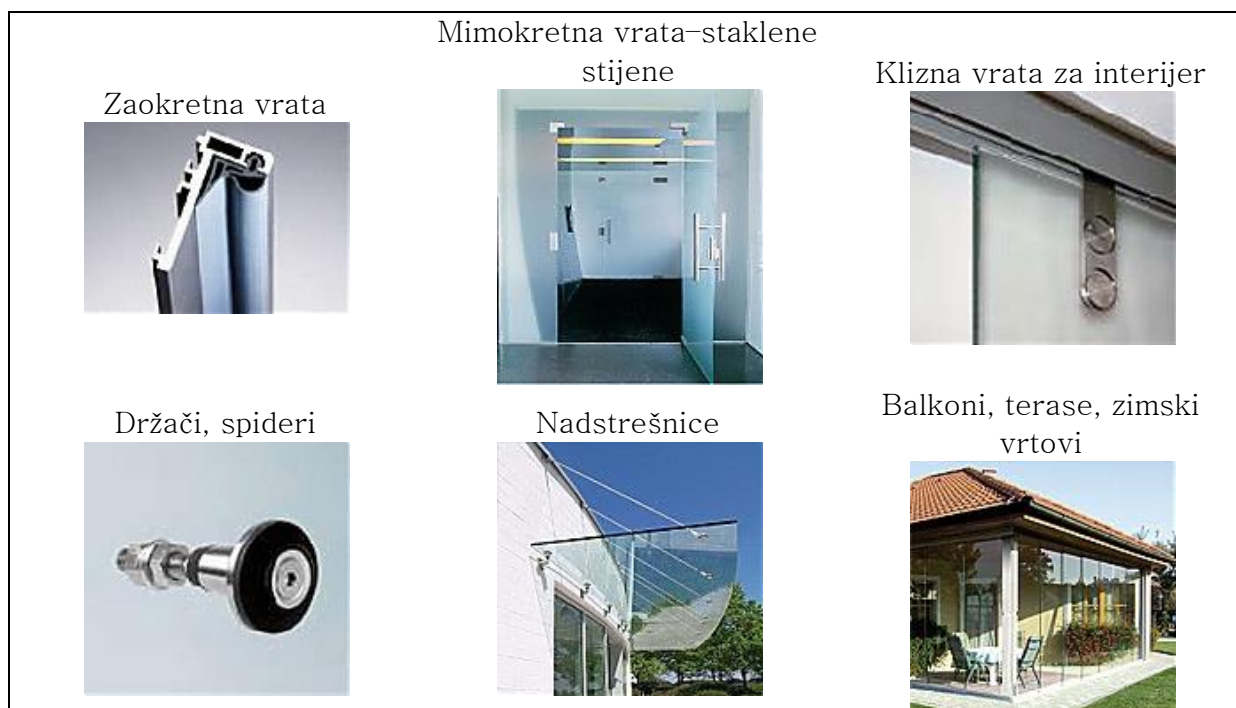 Zaokretna vrata
Mimokretna vrata-staklene
stijene
Klizna vrata za interijer
Držači, spideri
Nadstrešnice
Balkoni, terase, zimski
vrtovi